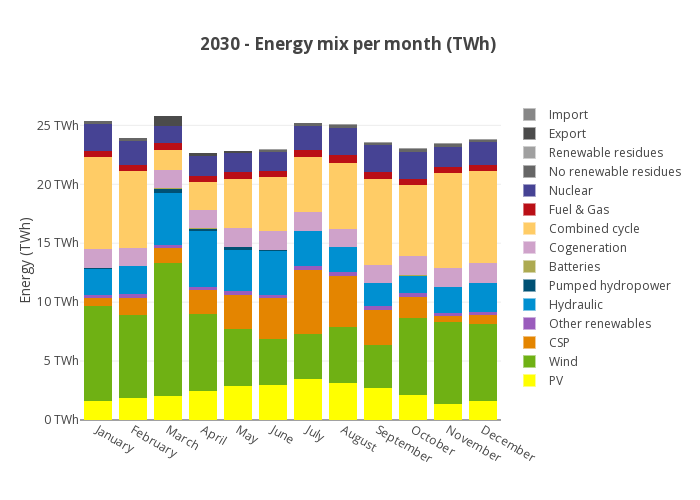 2030 - Energy mix per month (TWh)
Energy (TWh)
25 TWh
20 TWh
15 TWh
10 TWh
5 TWh
0 TWh
January
February
March
April
May
June
July
August
September
October
November
December
Import
Export
Renewable residues
No renewable residues
Nuclear
Fuel & Gas
Combined cycle
Cogeneration
Batteries
Pumped hydropower
Hydraulic
Other renewables
CSP
Wind
PV